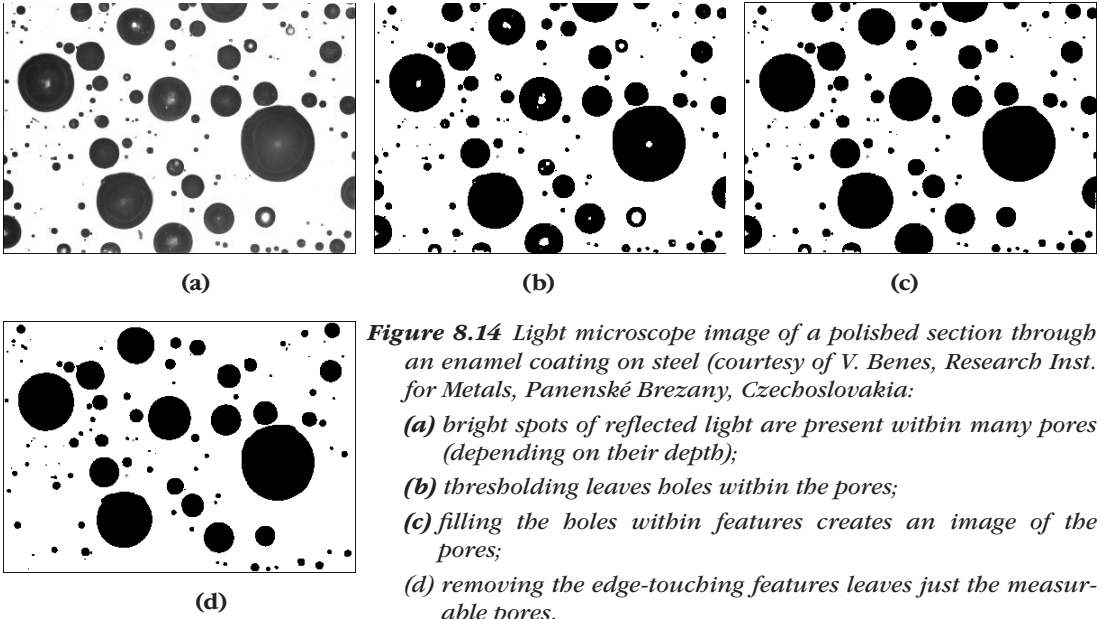 (a)
(b)
(c)
(d)
Figure 8.14 Light microscope image of a polished section through
an enamel coating on steel (courtesy of V. Benes, Research Inst.
for Metals, Panenské Brezany, Czechoslovakia:
(a) bright spots of reflected light are present within many pores
(depending on their depth);
(b) thresholding leaves holes within the pores;
(c) filling the holes within features creates an image of the
pores;
(d) removing the edge-touching features leaves just the measur-
able pores.